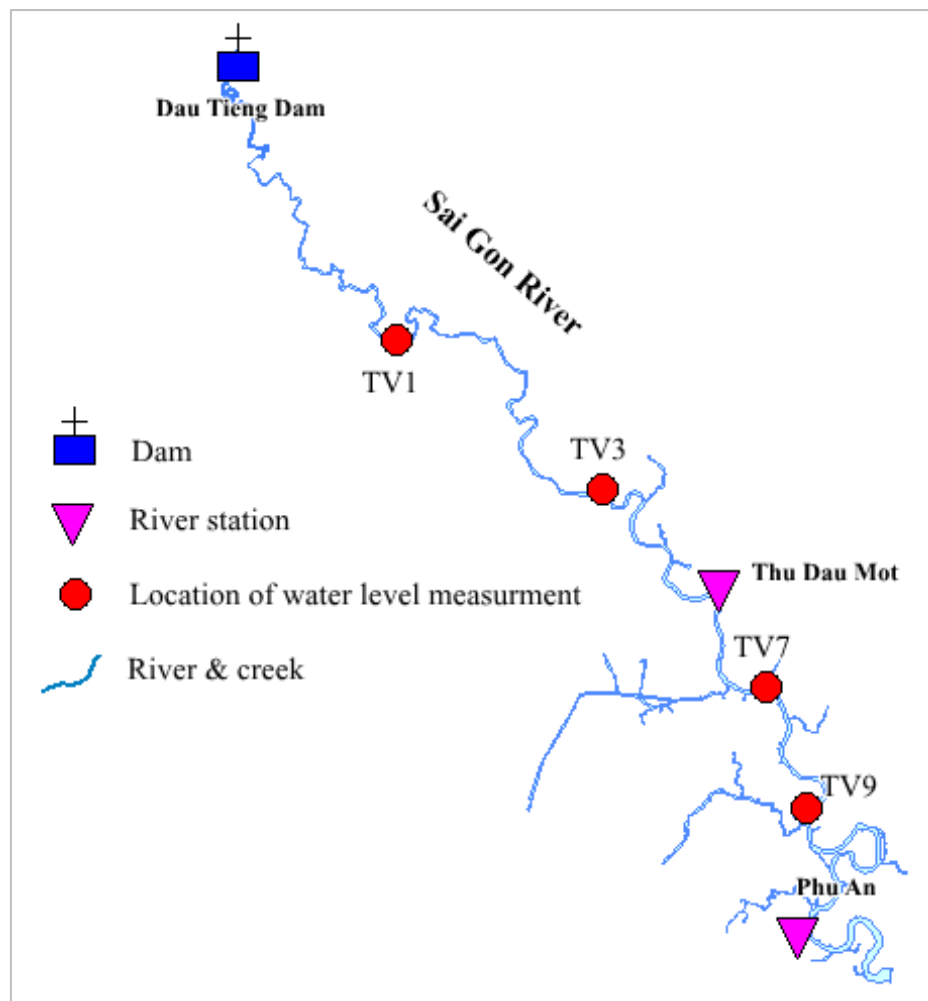 Dau Tieng Dam
Sai Gon River
TV1
TV3
Dam
River station
Thu Dau Mot
Location of water level measurment
TV7
River & creek
TV9
Phu An